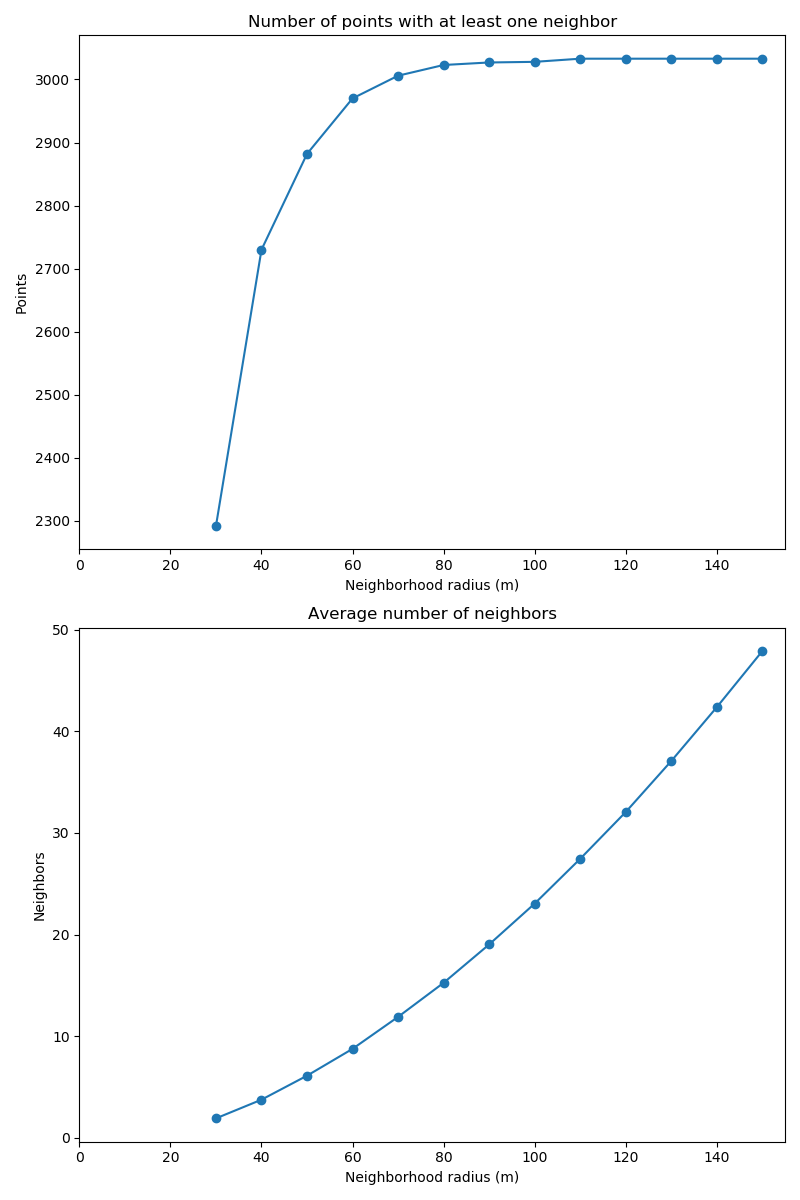 Number of points with at least one neighbor
3000
2900
2800
2700
2600
2500
2400
2300
Points
0 20 40 60 80 100 120 140
Neighborhood radius (m)
Average number of neighbors
50
40
30
20
10
0
Neighbors
0 20 40 60 80 100 120 140
Neighborhood radius (m)